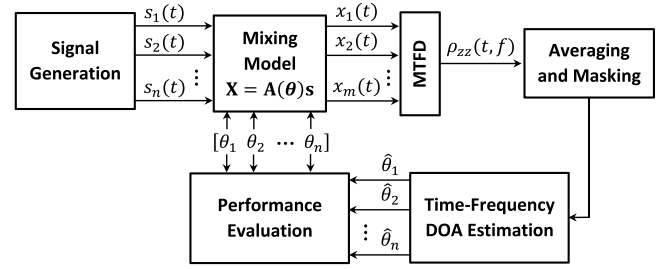 Signal
Generation
s₁(t)
s₂(t)
⋮
sₙ(t)
Mixing
Model
X = A(θ)s
x₁(t)
x₂(t)
⋮
xₘ(t)
MTFD
ρ_zz(t, f)
Averaging
and Masking
[θ₁ θ₂ ⋯ θₙ]
Performance
Evaluation
θ̂₁
θ̂₂
⋮
θ̂ₙ
Time-Frequency
DOA Estimation